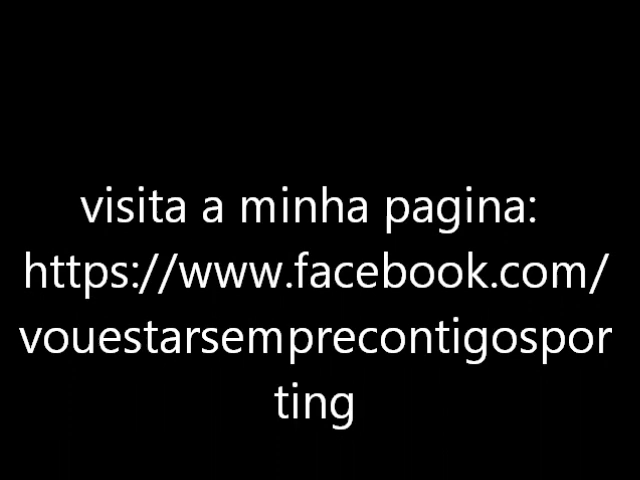 visita a minha pagina:
https://www.facebook.com/
vouestarsemprecontigospor
ting